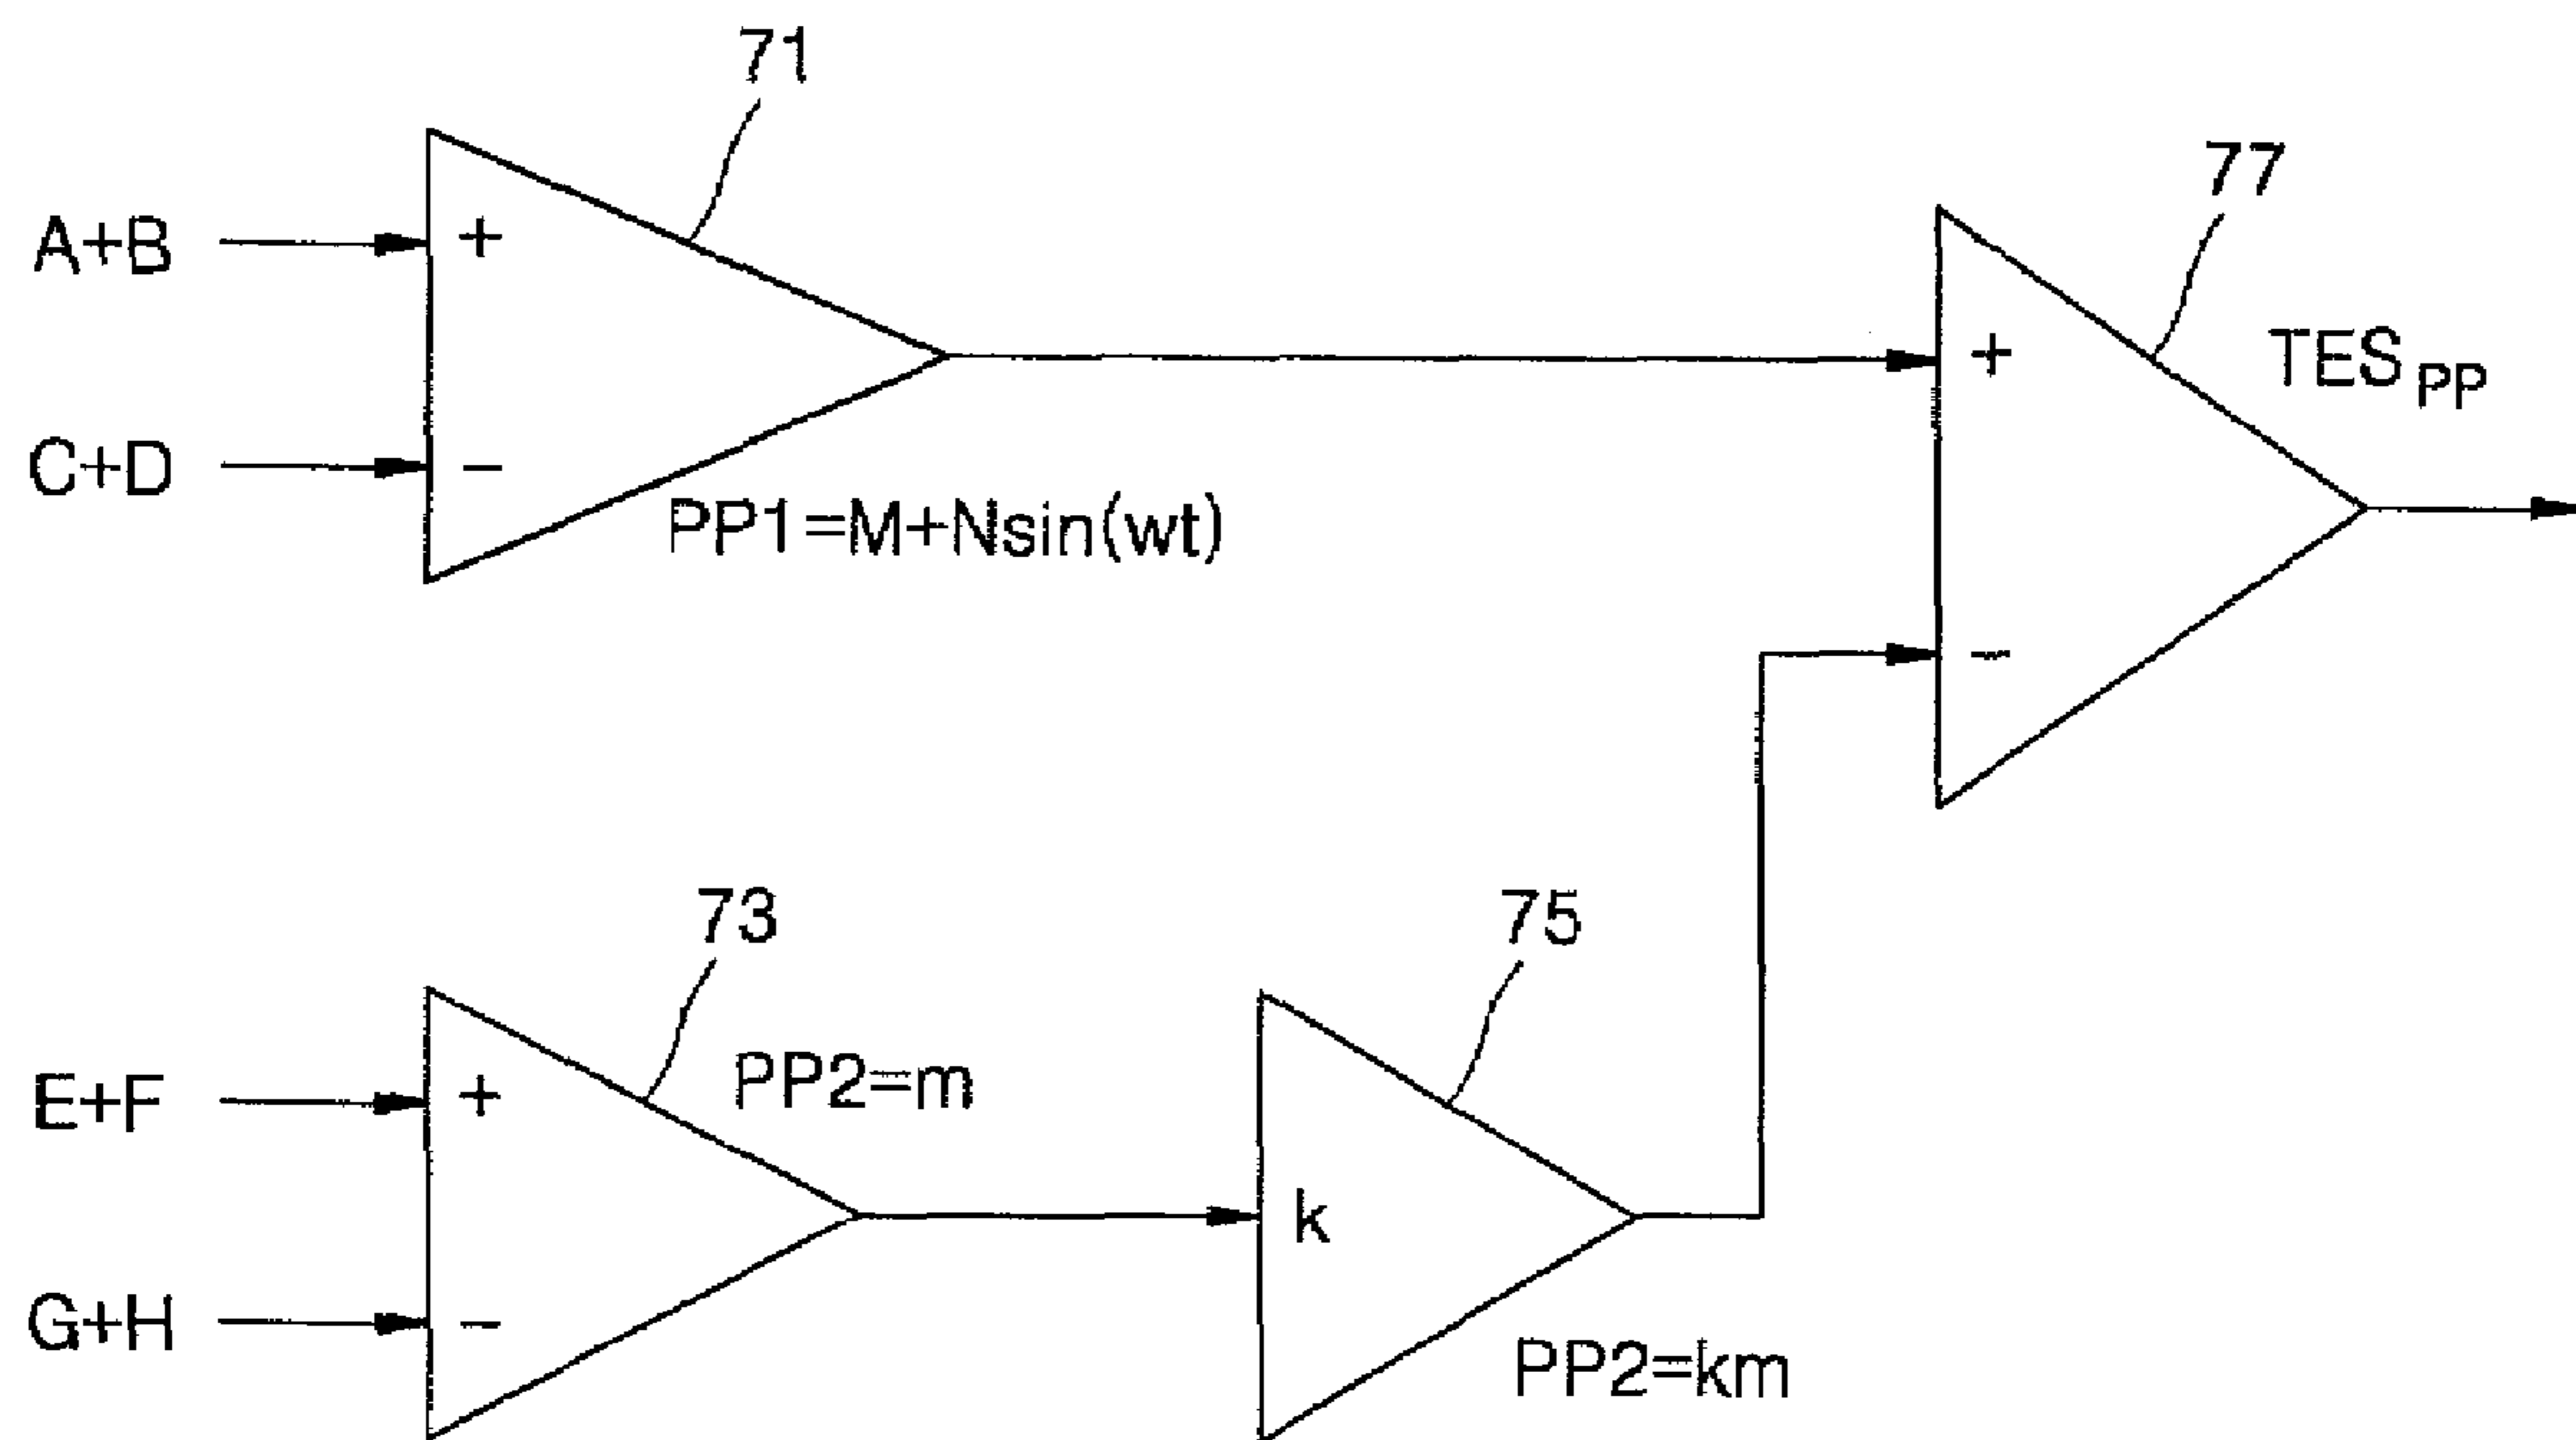 71
77
A+B
+
TES PP
+
C+D
−
PP1=M+Nsin(wt)
−
73
75
PP2=m
E+F
+
k
G+H
−
PP2=km